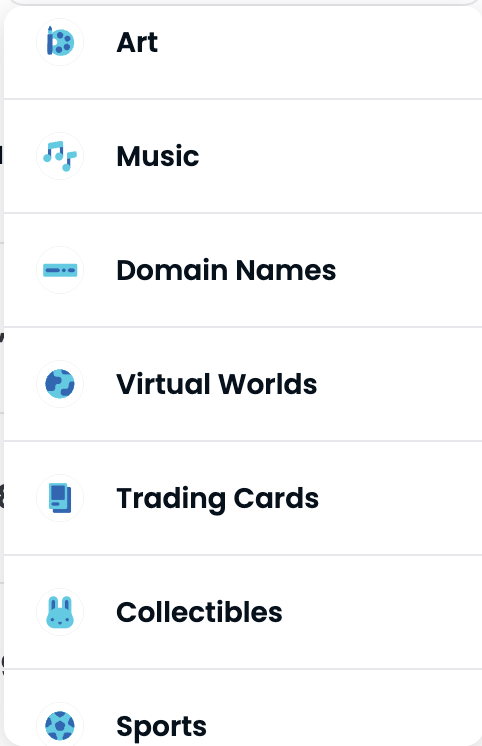 Art
Music
Domain Names
Virtual Worlds
Trading Cards
Collectibles
Sports